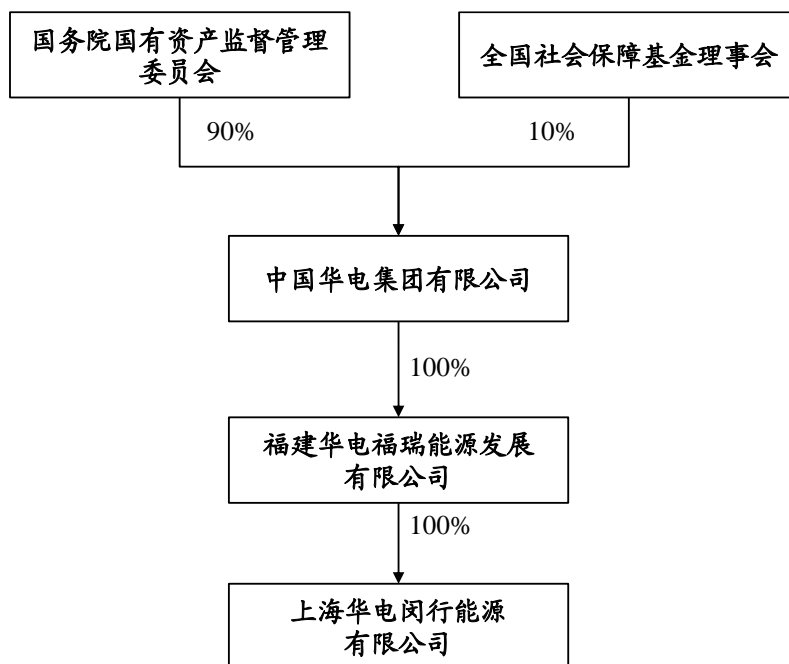 国务院国有资产监督管理
委员会
全国社会保障基金理事会
90%
10%
中国华电集团有限公司
100%
福建华电福瑞能源发展
有限公司
100%
上海华电闵行能源
有限公司